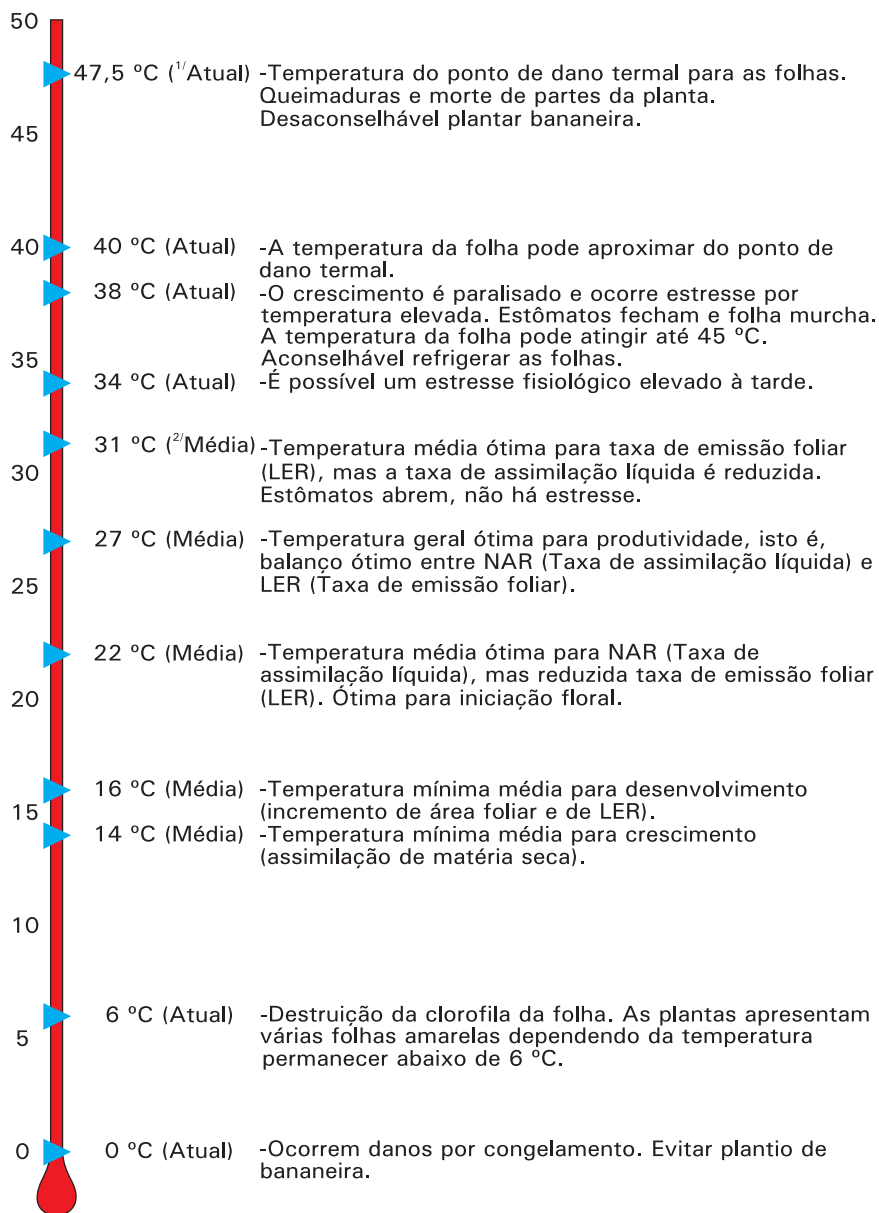 50
47,5 ºC (1/Atual) -Temperatura do ponto de dano termal para as folhas.
Queimaduras e morte de partes da planta.
Desaconselhável plantar bananeira.
45
40
40 ºC (Atual) -A temperatura da folha pode aproximar do ponto de
dano termal.
38 ºC (Atual) -O crescimento é paralisado e ocorre estresse por
temperatura elevada. Estômatos fecham e folha murcha.
A temperatura da folha pode atingir até 45 ºC.
Aconselhável refrigerar as folhas.
35
34 ºC (Atual) -É possível um estresse fisiológico elevado à tarde.
31 ºC (2/Média) -Temperatura média ótima para taxa de emissão foliar
(LER), mas a taxa de assimilação líquida é reduzida.
Estômatos abrem, não há estresse.
30
27 ºC (Média) -Temperatura geral ótima para produtividade, isto é,
balanço ótimo entre NAR (Taxa de assimilação líquida) e
LER (Taxa de emissão foliar).
25
22 ºC (Média) -Temperatura média ótima para NAR (Taxa de
assimilação líquida), mas reduzida taxa de emissão foliar
(LER). Ótima para iniciação floral.
20
16 ºC (Média) -Temperatura mínima média para desenvolvimento
(incremento de área foliar e de LER).
15
14 ºC (Média) -Temperatura mínima média para crescimento
(assimilação de matéria seca).
10
6 ºC (Atual) -Destruição da clorofila da folha. As plantas apresentam
várias folhas amarelas dependendo da temperatura
permanecer abaixo de 6 ºC.
5
0
0 ºC (Atual) -Ocorrem danos por congelamento. Evitar plantio de
bananeira.